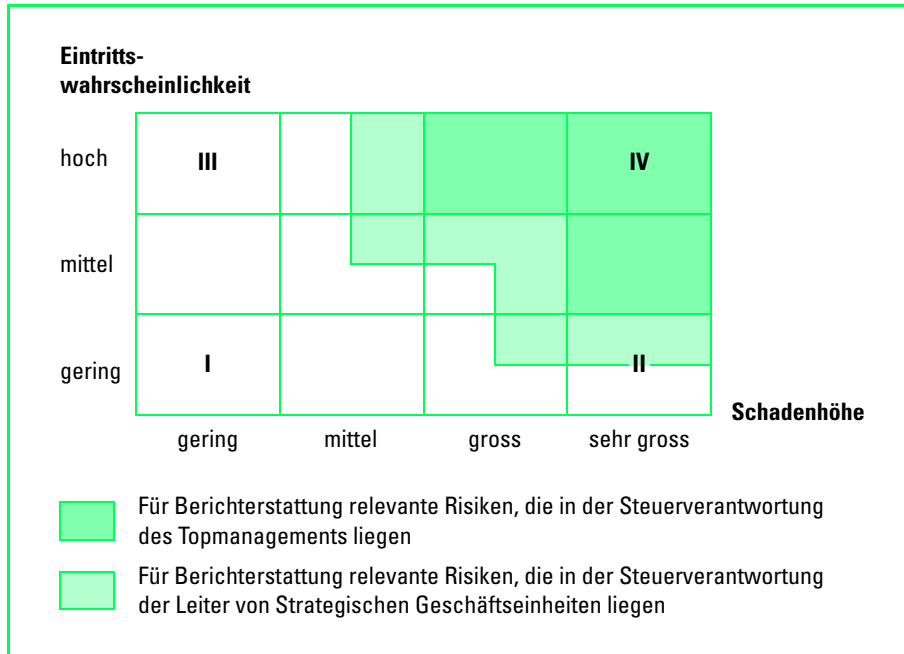 Eintritts-
wahrscheinlichkeit
hoch III IV
mittel
gering I II
Schadenhöhe
gering mittel gross sehr gross
Für Berichterstattung relevante Risiken, die in der Steuerverantwortung
des Topmanagements liegen
Für Berichterstattung relevante Risiken, die in der Steuerverantwortung
der Leiter von Strategischen Geschäftseinheiten liegen